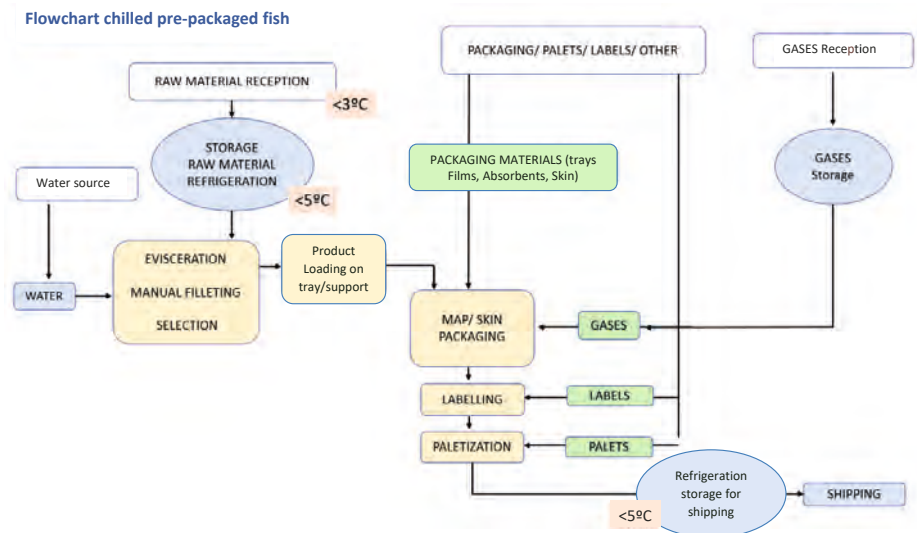 Flowchart chilled pre-packaged fish
PACKAGING/ PALETS/ LABELS/ OTHER
GASES Reception
RAW MATERIAL RECEPTION
<3ºC
STORAGE
RAW MATERIAL
REFRIGERATION
<5ºC
PACKAGING MATERIALS (trays
Films, Absorbents, Skin)
GASES
Storage
Water source
WATER
EVISCERATION
MANUAL FILLETING
SELECTION
Product
Loading on
tray/support
MAP/ SKIN
PACKAGING
GASES
LABELLING
LABELS
PALETIZATION
PALETS
Refrigeration
storage for
shipping
<5ºC
SHIPPING